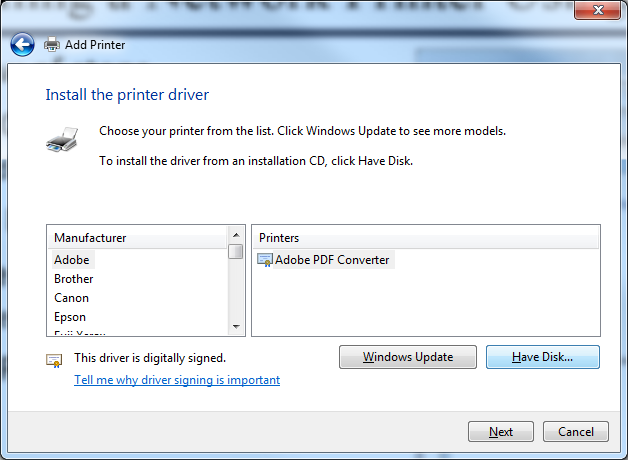 Add Printer
Install the printer driver
Choose your printer from the list. Click Windows Update to see more models.
To install the driver from an installation CD, click Have Disk.
Manufacturer
Adobe
Brother
Canon
Epson
Fuji Xerox
Printers
Adobe PDF Converter
This driver is digitally signed.
Tell me why driver signing is important
Windows Update
Have Disk...
Next
Cancel